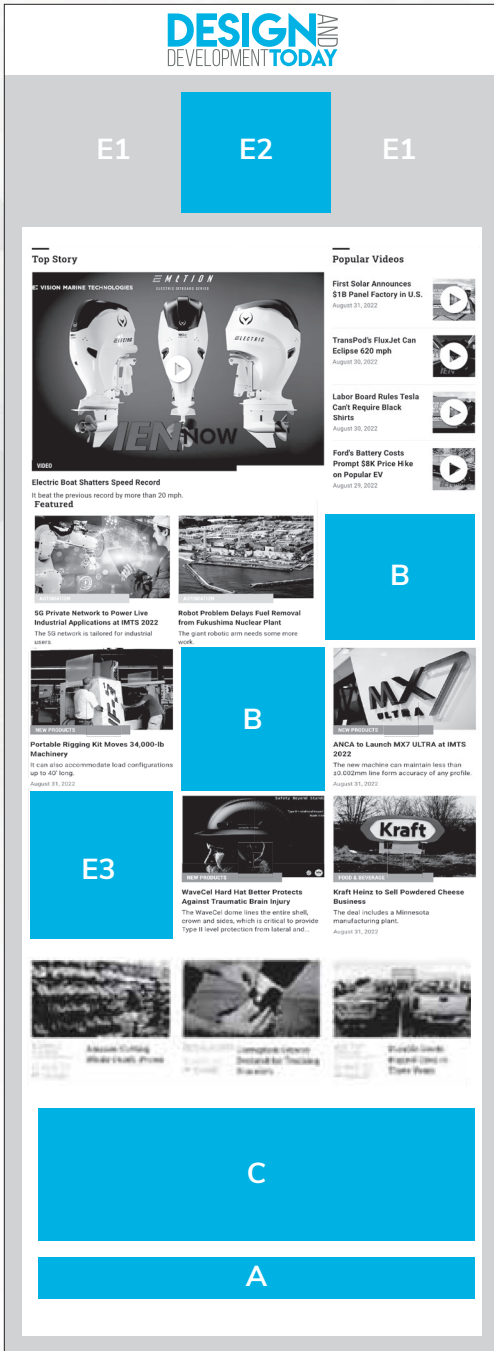 DESIGN AND
DEVELOPMENT TODAY
E1
E2
E1
Top Story
VISION MARINE TECHNOLOGIES
EMOTION
ELECTRIC SKYBOARD SERIES
ELECTRIC
ELECTRIC
IEN NOW
VIDEO
Electric Boat Shatters Speed Record
It beat the previous record by more than 20 mph.
Popular Videos
First Solar Announces
$1B Panel Factory in U.S.
August 31, 2022
TransPod's FluxJet Can
Eclipse 620 mph
August 30, 2022
Labor Board Rules Tesla
Can't Require Black
Shirts
August 30, 2022
Ford's Battery Costs
Prompt $8K Price Hike
on Popular EV
August 29, 2022
Featured
AUTOMATION
5G Private Network to Power Live
Industrial Applications at IMTS 2022
The 5G network is tailored for industrial
users.
AUTOMATION
Robot Problem Delays Fuel Removal
from Fukushima Nuclear Plant
The giant robotic arm needs some more
work.
B
NEW PRODUCTS
Portable Rigging Kit Moves 34,000-lb
Machinery
It can also accommodate load configurations
up to 40' long.
August 31, 2022
B
MX7
ULTRA
NEW PRODUCTS
ANCA to Launch MX7 ULTRA at IMTS
2022
The new machine can maintain less than
±0.002mm line form accuracy of any profile.
August 31, 2022
E3
Safety Beyond Standard
NEW PRODUCTS
WaveCel Hard Hat Better Protects
Against Traumatic Brain Injury
The WaveCel dome lines the entire shell,
crown and sides, which is critical to provide
Type II level protection from lateral and...
Kraft
FOOD & BEVERAGE
Kraft Heinz to Sell Powdered Cheese
Business
The deal includes a Minnesota
manufacturing plant.
August 31, 2022
C
A